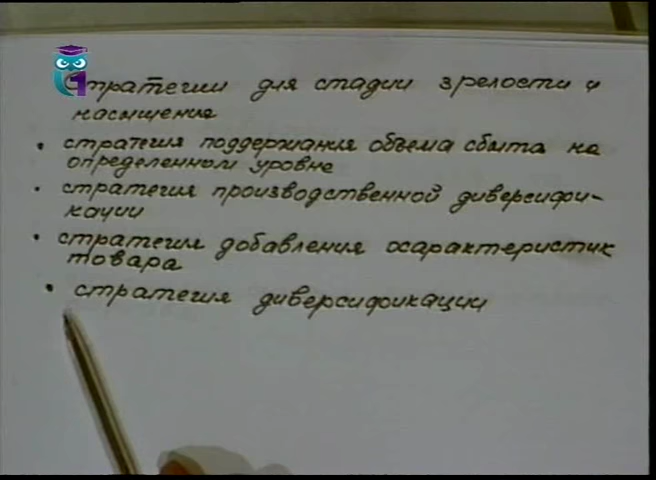 Стратегии для стадии зрелости и
насыщения
• стратегия поддержания объема сбыта на
определенном уровне
• стратегия производственной диверсифи-
кации
• стратегия добавления характеристик
товара
• стратегия диверсификации